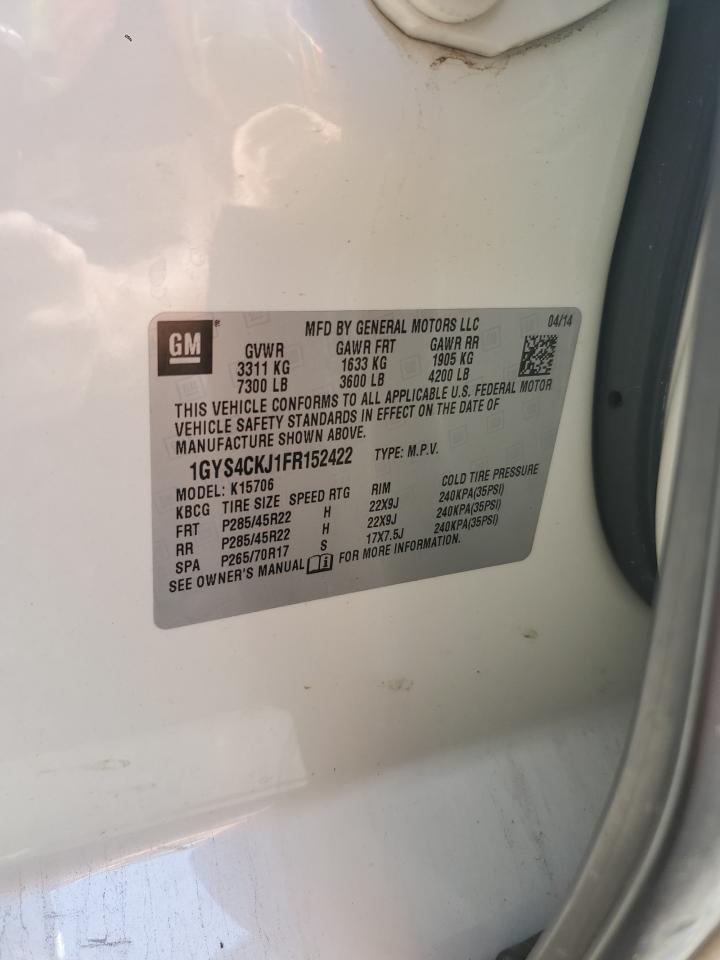 GM
MFD BY GENERAL MOTORS LLC 04/14
GVWR GAWR FRT GAWR RR
3311 KG 1633 KG 1905 KG
7300 LB 3600 LB 4200 LB
THIS VEHICLE CONFORMS TO ALL APPLICABLE U.S. FEDERAL MOTOR
VEHICLE SAFETY STANDARDS IN EFFECT ON THE DATE OF
MANUFACTURE SHOWN ABOVE.
1GYS4CKJ1FR152422 TYPE: M.P.V.
MODEL: K15706
KBCG TIRE SIZE SPEED RTG RIM COLD TIRE PRESSURE
FRT P285/45R22 H 22X9J 240KPA(35PSI)
RR P285/45R22 H 22X9J 240KPA(35PSI)
SPA P265/70R17 S 17X7.5J 240KPA(35PSI)
SEE OWNER'S MANUAL FOR MORE INFORMATION.